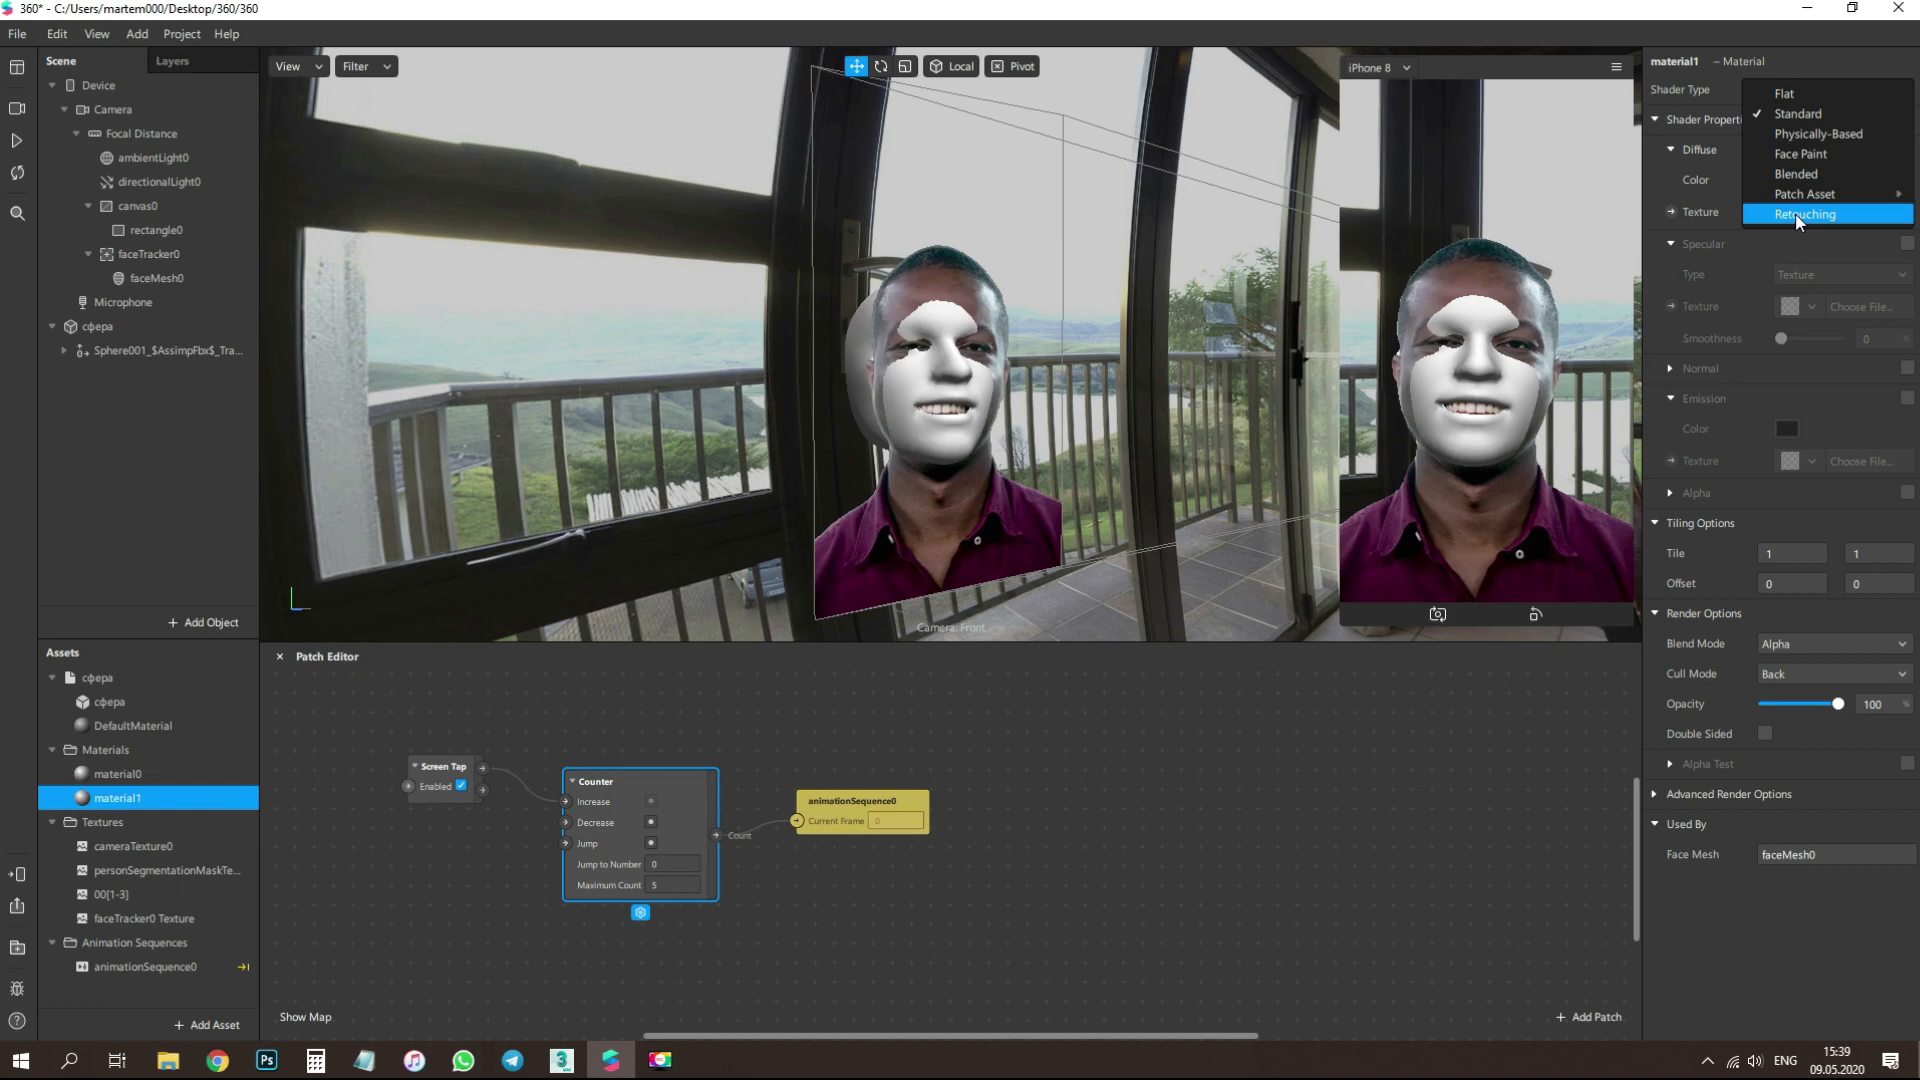 360* - C:/Users/martem000/Desktop/360/360
File Edit View Add Project Help
Scene Layers
Device
Camera
Focal Distance
ambientLight0
directionalLight0
canvas0
rectangle0
faceTracker0
faceMesh0
Microphone
сфера
Sphere001_$AssimpFbx$_Tra...
+ Add Object
Assets
сфера
сфера
DefaultMaterial
Materials
material0
material1
Textures
cameraTexture0
personSegmentationMaskTe...
00[1-3]
faceTracker0 Texture
Animation Sequences
animationSequence0
+ Add Asset
View Filter Local Pivot
Camera: Front
iPhone 8
Patch Editor
Screen Tap
Enabled
Counter
Increase
Decrease
Jump
Jump to Number 0
Maximum Count 5
Count
animationSequence0
Current Frame 0
Show Map
+ Add Patch
material1 – Material
Shader Type
Flat
Standard
Physically-Based
Face Paint
Blended
Patch Asset
Retouching
Shader Properti
Diffuse
Color
Texture
Specular
Type Texture
Texture Choose File...
Smoothness 0 %
Normal
Emission
Color
Texture Choose File...
Alpha
Tiling Options
Tile 1 1
Offset 0 0
Render Options
Blend Mode Alpha
Cull Mode Back
Opacity 100 %
Double Sided
Alpha Test
Advanced Render Options
Used By
Face Mesh faceMesh0
Ps
3
MAX
ENG
15:39
09.05.2020